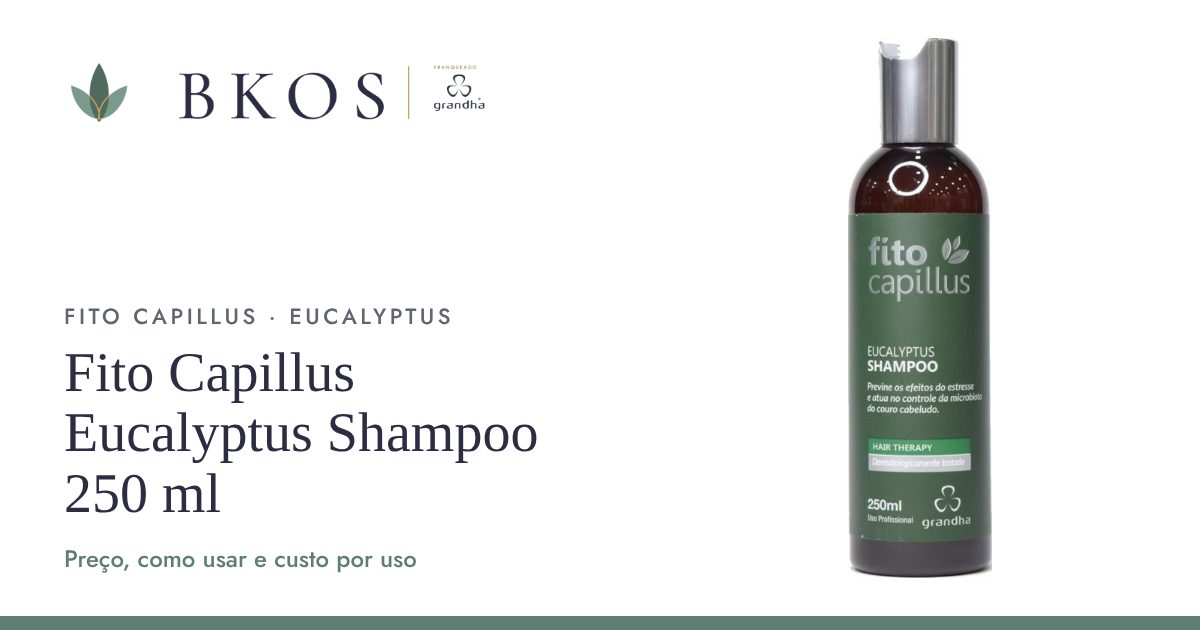 BKOS
FRANQUEADO
grandha
FITO CAPILLUS · EUCALYPTUS
Fito Capillus
Eucalyptus Shampoo
250 ml
Preço, como usar e custo por uso
fito
capillus
EUCALYPTUS
SHAMPOO
Previne os efeitos do estresse
e atua no controle da microbiota
do couro cabeludo.
HAIR THERAPY
Dermatologicamente testado
250ml
Uso Profissional
grandha